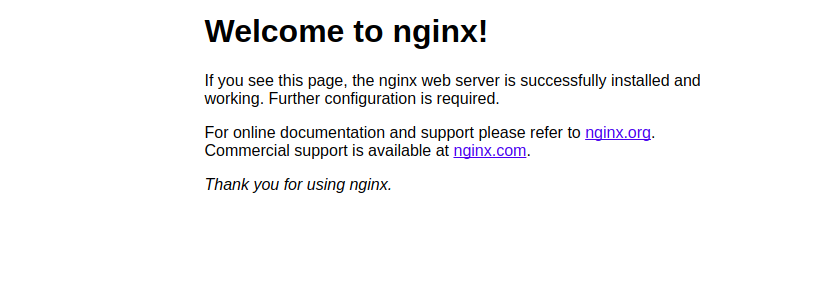 Welcome to nginx!
If you see this page, the nginx web server is successfully installed and
working. Further configuration is required.
For online documentation and support please refer to nginx.org.
Commercial support is available at nginx.com.
Thank you for using nginx.